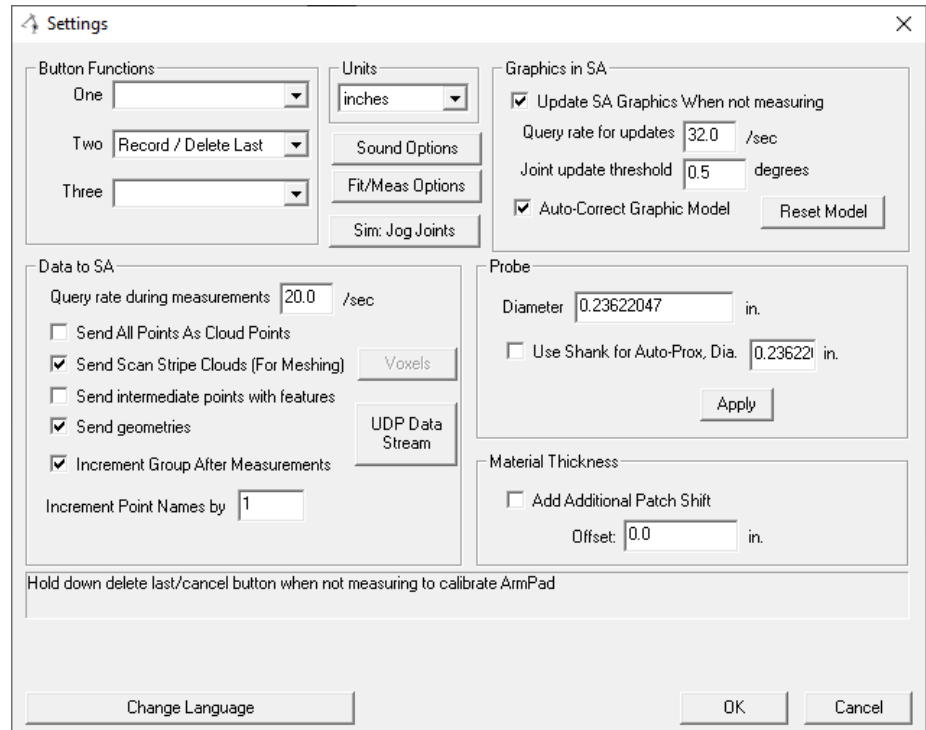 Settings
Button Functions
One
Two Record / Delete Last
Three
Units
inches
Sound Options
Fit/Meas Options
Sim: Jog Joints
Graphics in SA
Update SA Graphics When not measuring
Query rate for updates 32.0 /sec
Joint update threshold 0.5 degrees
Auto-Correct Graphic Model Reset Model
Data to SA
Query rate during measurements 20.0 /sec
Send All Points As Cloud Points
Send Scan Stripe Clouds (For Meshing) Voxels
Send intermediate points with features
Send geometries
UDP Data
Stream
Increment Group After Measurements
Increment Point Names by 1
Probe
Diameter 0.23622047 in.
Use Shank for Auto-Prox, Dia. 0.23622 in.
Apply
Material Thickness
Add Additional Patch Shift
Offset: 0.0 in.
Hold down delete last/cancel button when not measuring to calibrate ArmPad
Change Language OK Cancel